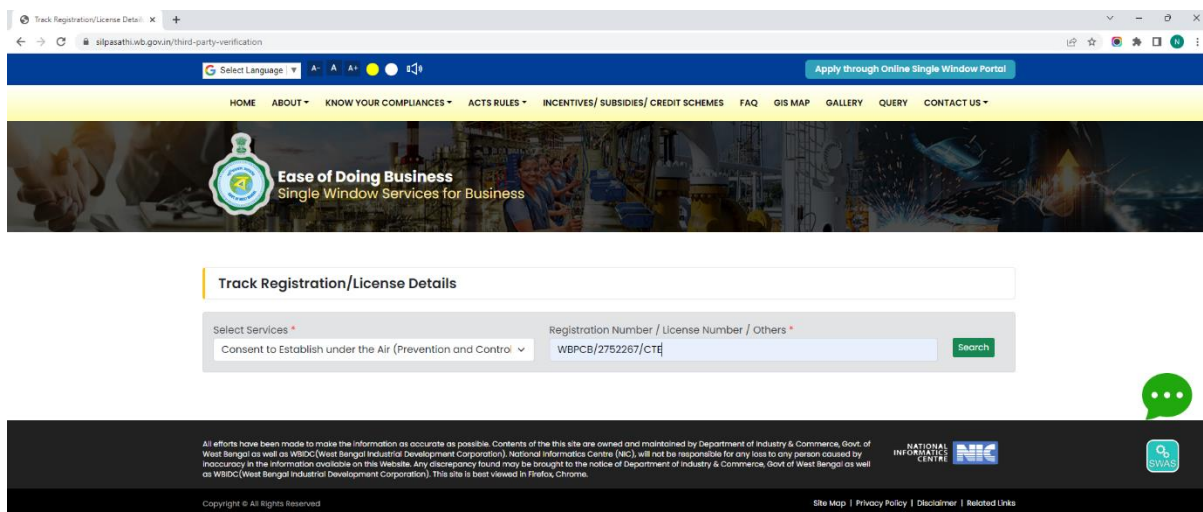 Track Registration/License Detail
silpasathi.wb.gov.in/third-party-verification
N
G Select Language ▼ A- A A+
Apply through Online Single Window Portal
HOME ABOUT KNOW YOUR COMPLIANCES ACTS RULES INCENTIVES/ SUBSIDIES/ CREDIT SCHEMES FAQ GIS MAP GALLERY QUERY CONTACT US
Ease of Doing Business
Single Window Services for Business
Track Registration/License Details
Select Services * Registration Number / License Number / Others *
Consent to Establish under the Air (Prevention and Control WBPCB/2752267/CTE Search
All efforts have been made to make the information as accurate as possible. Contents of the this site are owned and maintained by Department of Industry & Commerce, Govt. of
West Bengal as well as WBIDC(West Bengal Industrial Development Corporation). National Informatics Centre (NIC), will not be responsible for any loss to any person caused by
inaccuracy in the information available on this Website. Any discrepancy found may be brought to the notice of Department of Industry & Commerce, Govt of West Bengal as well
as WBIDC(West Bengal Industrial Development Corporation). This site is best viewed in Firefox, Chrome.
NATIONAL
INFORMATICS
CENTRE
NIC
SWAS
Copyright © All Rights Reserved
Site Map | Privacy Policy | Disclaimer | Related Links